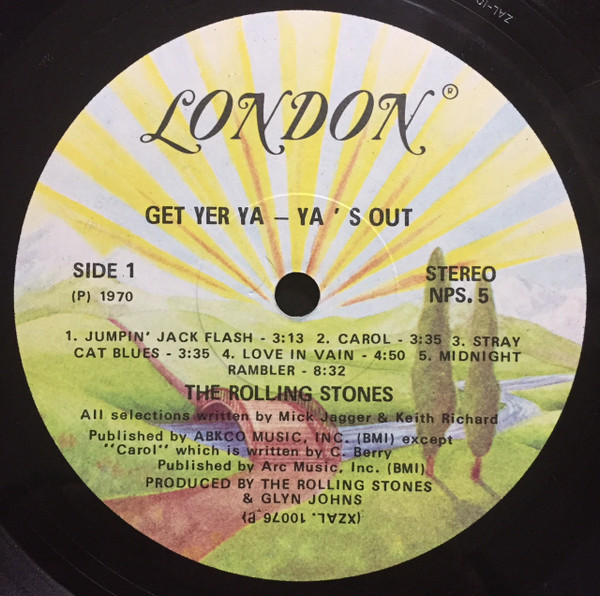 LONDON®
GET YER YA – YA ' S OUT
SIDE 1
(P) 1970
STEREO
NPS. 5
1. JUMPIN' JACK FLASH - 3:13 2. CAROL - 3:35 3. STRAY
CAT BLUES - 3:35 4. LOVE IN VAIN - 4:50 5. MIDNIGHT
RAMBLER - 8:32
THE ROLLING STONES
All selections written by Mick Jagger & Keith Richard
Published by ABKCO MUSIC, INC. (BMI) except
"Carol" which is written by C. Berry
Published by Arc Music, Inc. (BMI)
PRODUCED BY THE ROLLING STONES
& GLYN JOHNS